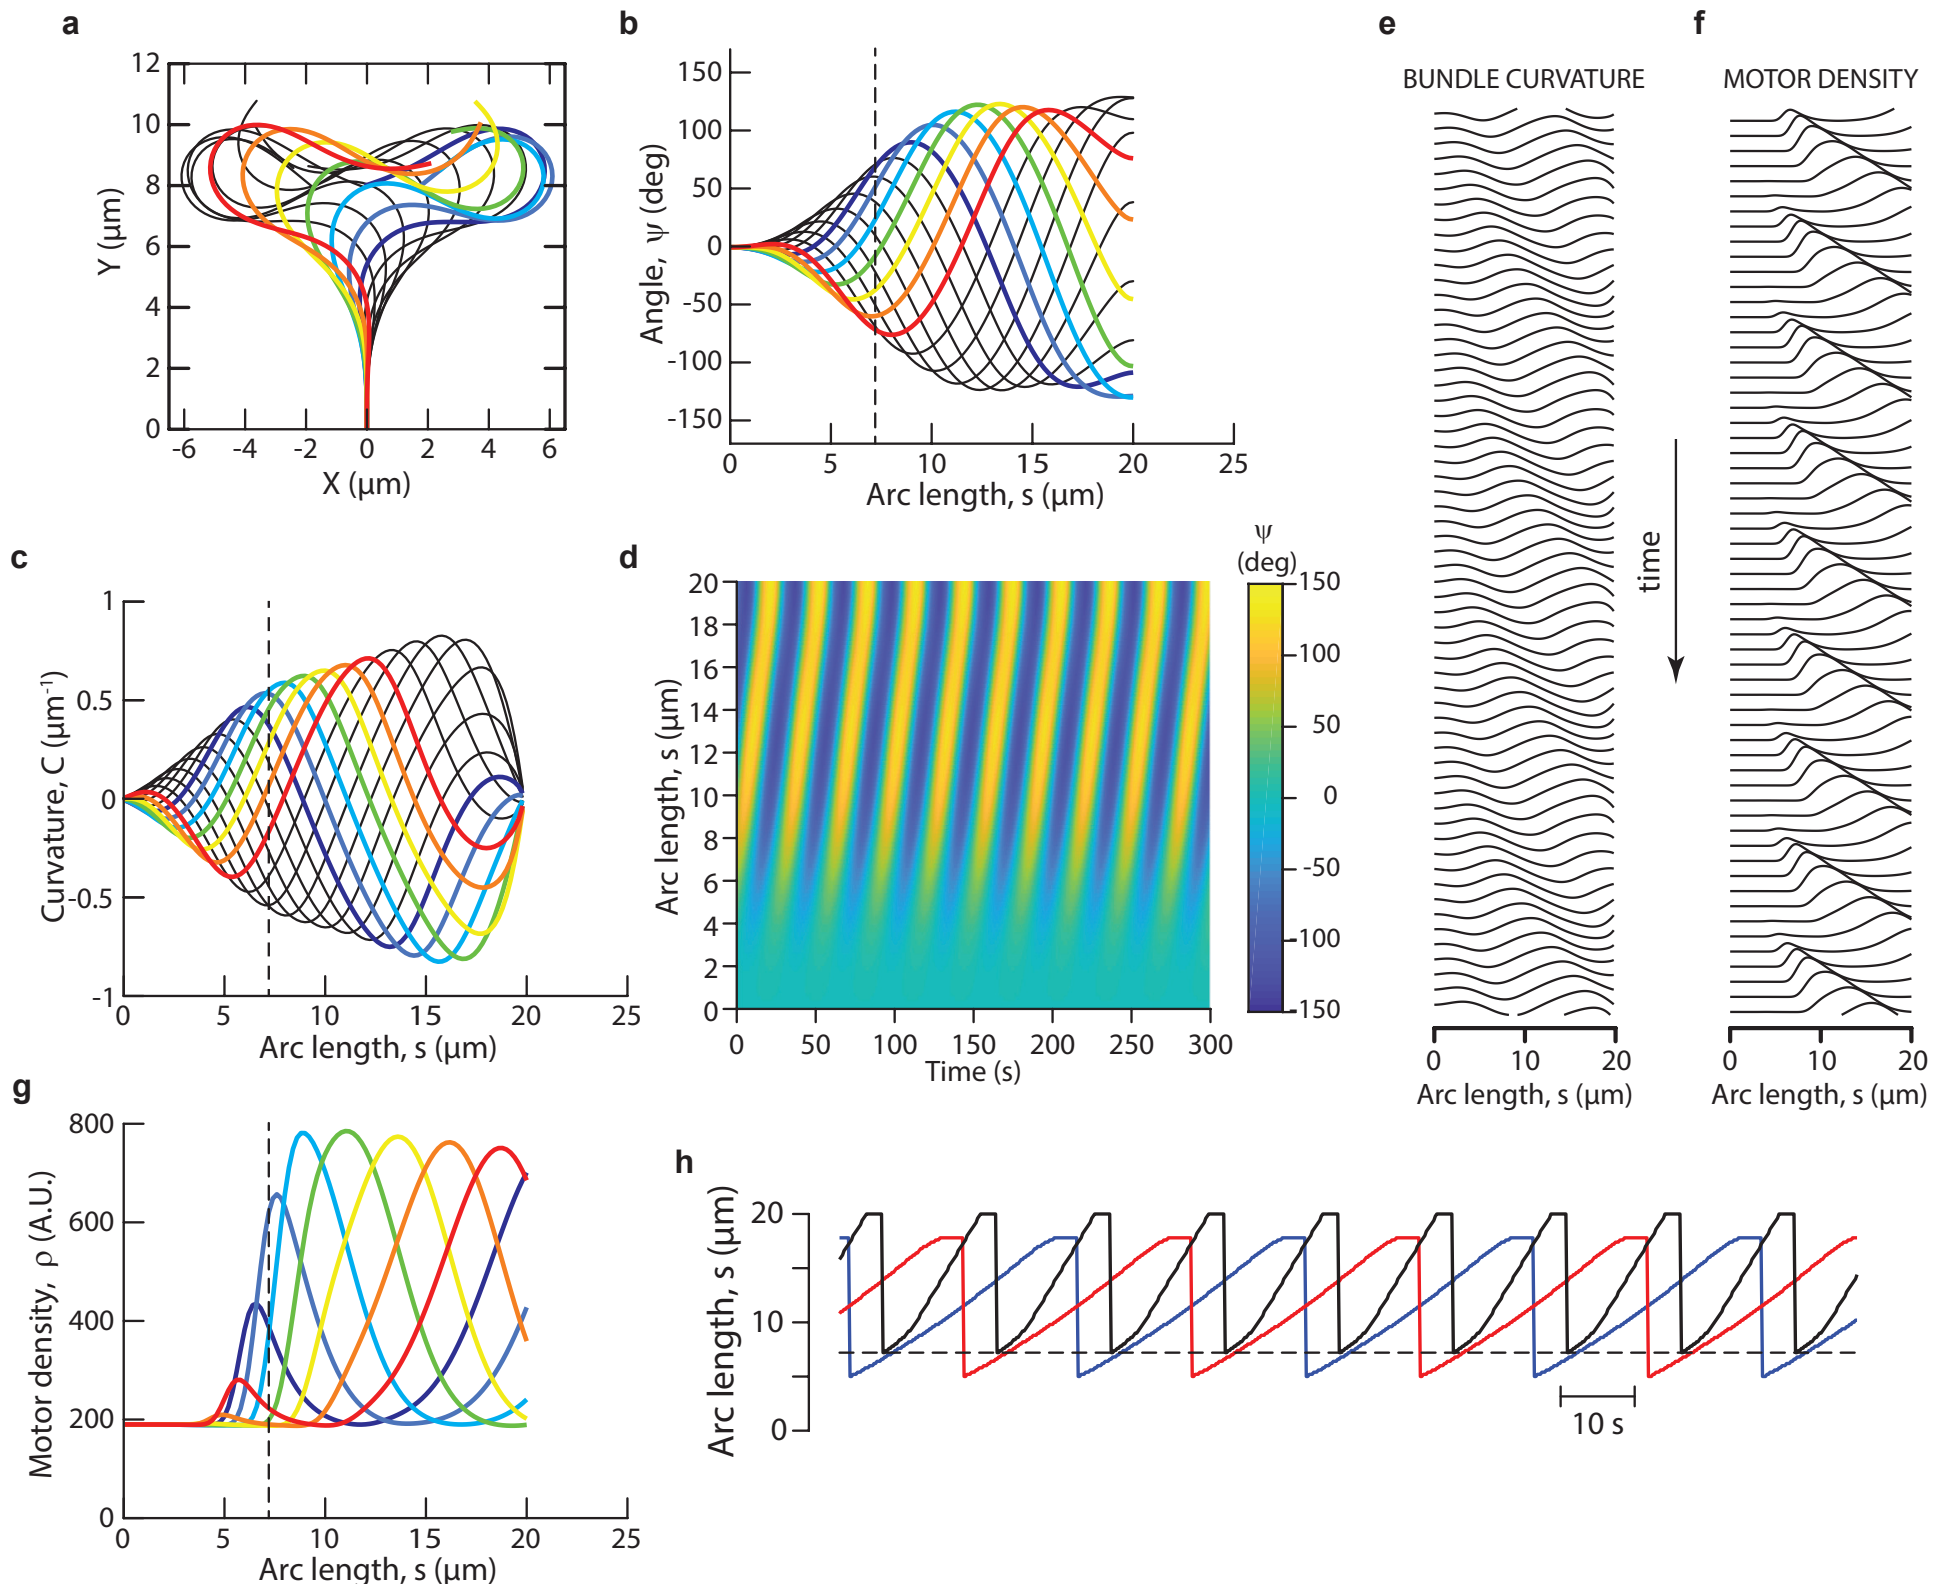 a
12
10
8
6
4
2
0
Y (µm)
-6 -4 -2 0 2 4 6
X (µm)
b
150
100
50
0
-50
-100
-150
Angle, ψ (deg)
0 5 10 15 20 25
Arc length, s (µm)
c
1
0.5
0
-0.5
-1
Curvature, C (µm⁻¹)
0 5 10 15 20 25
Arc length, s (µm)
d
20
18
16
14
12
10
8
6
4
2
0
Arc length, s (µm)
0 50 100 150 200 250 300
Time (s)
ψ
(deg)
150
100
50
0
-50
-100
-150
e
BUNDLE CURVATURE
0 10 20
Arc length, s (µm)
time
f
MOTOR DENSITY
0 10 20
Arc length, s (µm)
g
800
600
400
200
0
Motor density, ρ (A.U.)
0 5 10 15 20 25
Arc length, s (µm)
h
20
10
0
Arc length, s (µm)
10 s